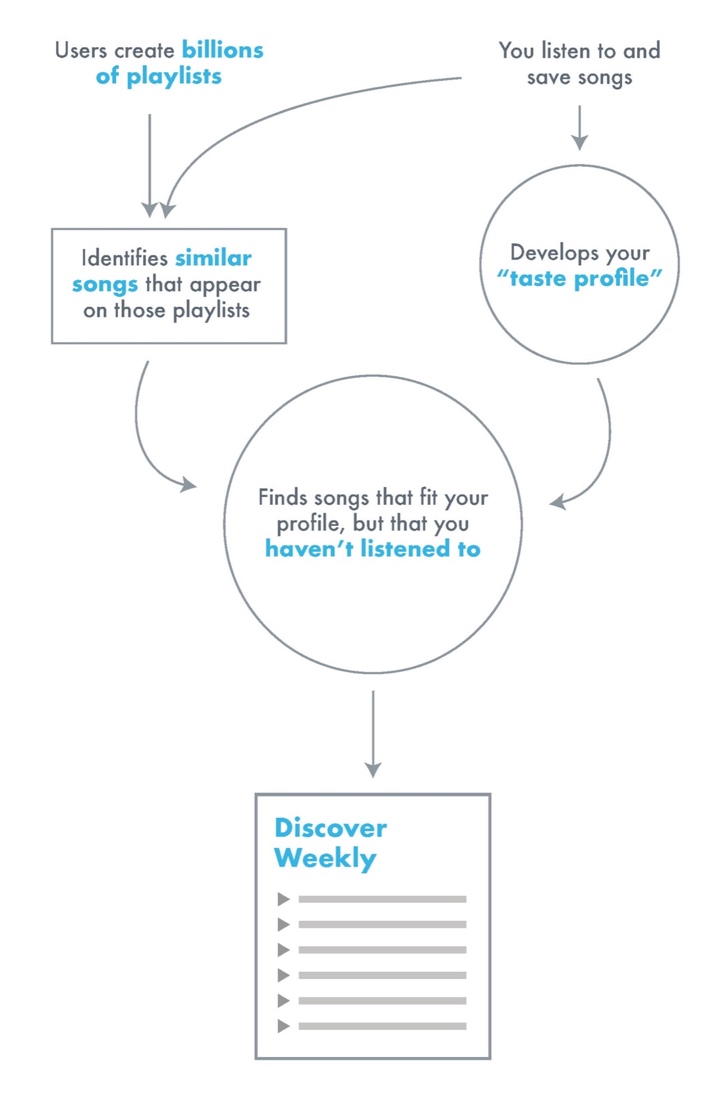 Users create billions
of playlists
You listen to and
save songs
Identifies similar
songs that appear
on those playlists
Develops your
“taste profile”
Finds songs that fit your
profile, but that you
haven’t listened to
Discover
Weekly